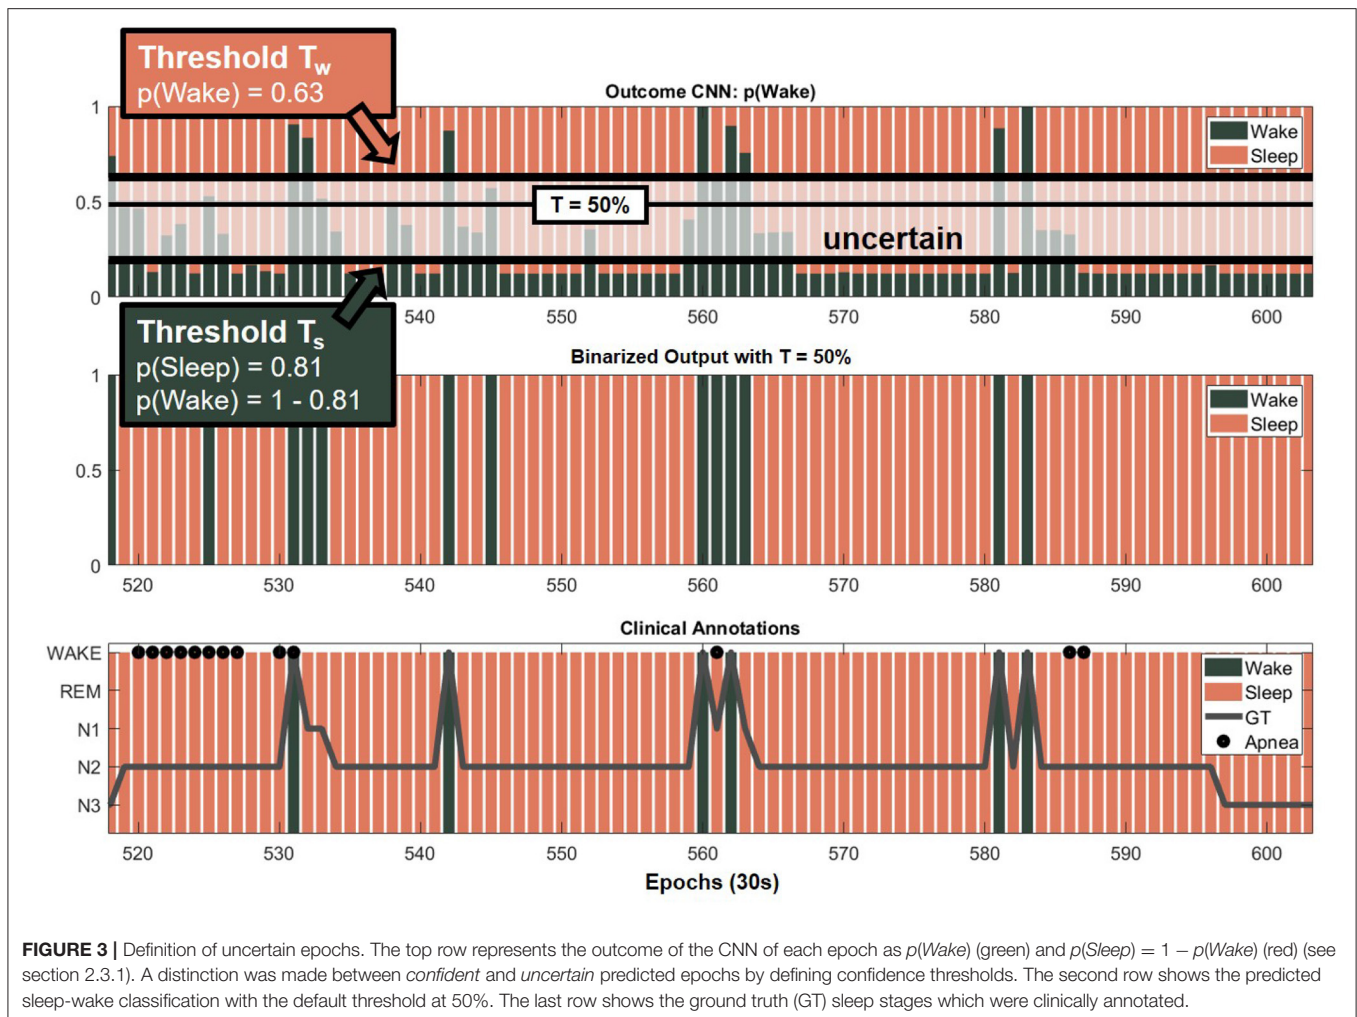 Threshold Tw
p(Wake) = 0.63
Outcome CNN: p(Wake)
1
0.5
0
Wake
Sleep
T = 50%
uncertain
Threshold Ts
p(Sleep) = 0.81
p(Wake) = 1 - 0.81
540 550 560 570 580 590 600
Binarized Output with T = 50%
1
0.5
0
Wake
Sleep
520 530 540 550 560 570 580 590 600
Clinical Annotations
WAKE
REM
N1
N2
N3
Wake
Sleep
GT
Apnea
520 530 540 550 560 570 580 590 600
Epochs (30s)
FIGURE 3 | Definition of uncertain epochs. The top row represents the outcome of the CNN of each epoch as p(Wake) (green) and p(Sleep) = 1 − p(Wake) (red) (see
section 2.3.1). A distinction was made between confident and uncertain predicted epochs by defining confidence thresholds. The second row shows the predicted
sleep-wake classification with the default threshold at 50%. The last row shows the ground truth (GT) sleep stages which were clinically annotated.